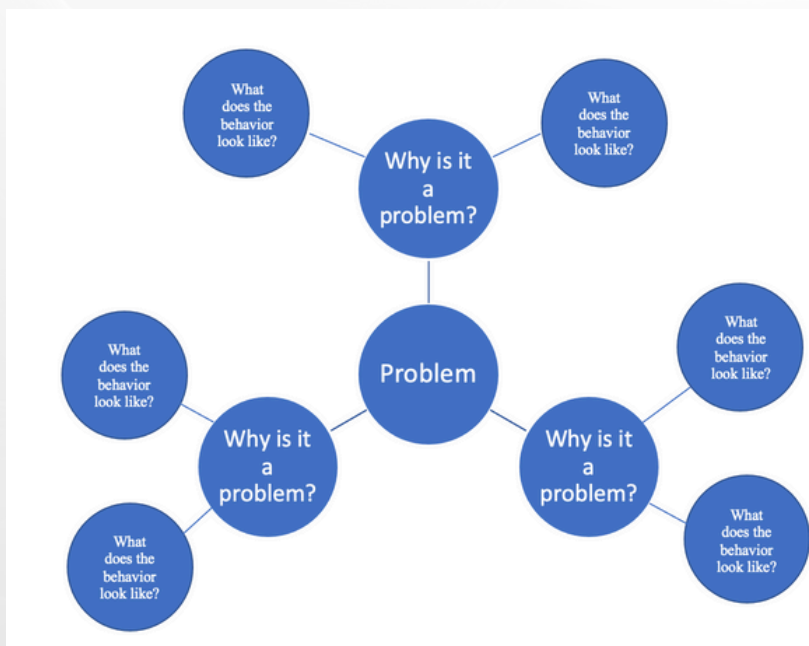 What
does the
behavior
look like?
What
does the
behavior
look like?
Why is it
a
problem?
Problem
What
does the
behavior
look like?
Why is it
a
problem?
What
does the
behavior
look like?
What
does the
behavior
look like?
Why is it
a
problem?
What
does the
behavior
look like?